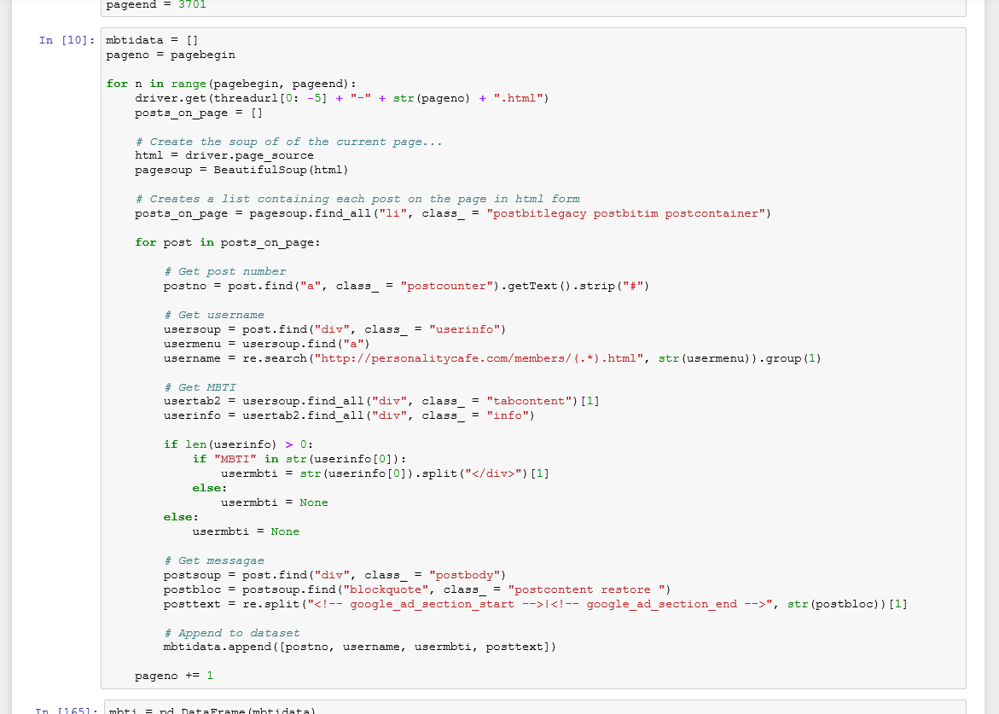 pageend = 3701
In [10]:
mbtidata = []
pageno = pagebegin
for n in range(pagebegin, pageend):
    driver.get(threadurl[0: -5] + "-" + str(pageno) + ".html")
    posts_on_page = []
    # Create the soup of of the current page...
    html = driver.page_source
    pagesoup = BeautifulSoup(html)
    # Creates a list containing each post on the page in html form
    posts_on_page = pagesoup.find_all("li", class_ = "postbitlegacy postbitim postcontainer")
    for post in posts_on_page:
        # Get post number
        postno = post.find("a", class_ = "postcounter").getText().strip("#")
        # Get username
        usersoup = post.find("div", class_ = "userinfo")
        usermenu = usersoup.find("a")
        username = re.search("http://personalitycafe.com/members/(.*).html", str(usermenu)).group(1)
        # Get MBTI
        usertab2 = usersoup.find_all("div", class_ = "tabcontent")[1]
        userinfo = usertab2.find_all("div", class_ = "info")
        if len(userinfo) > 0:
            if "MBTI" in str(userinfo[0]):
                usermbti = str(userinfo[0]).split("</div>")[1]
            else:
                usermbti = None
        else:
            usermbti = None
        # Get messagae
        postsoup = post.find("div", class_ = "postbody")
        postbloc = postsoup.find("blockquote", class_ = "postcontent restore ")
        posttext = re.split("<!-- google_ad_section_start -->|<!-- google_ad_section_end -->", str(postbloc))[1]
        # Append to dataset
        mbtidata.append([postno, username, usermbti, posttext])
    pageno += 1
In [165]:
mbti = pd.DataFrame(mbtidata)